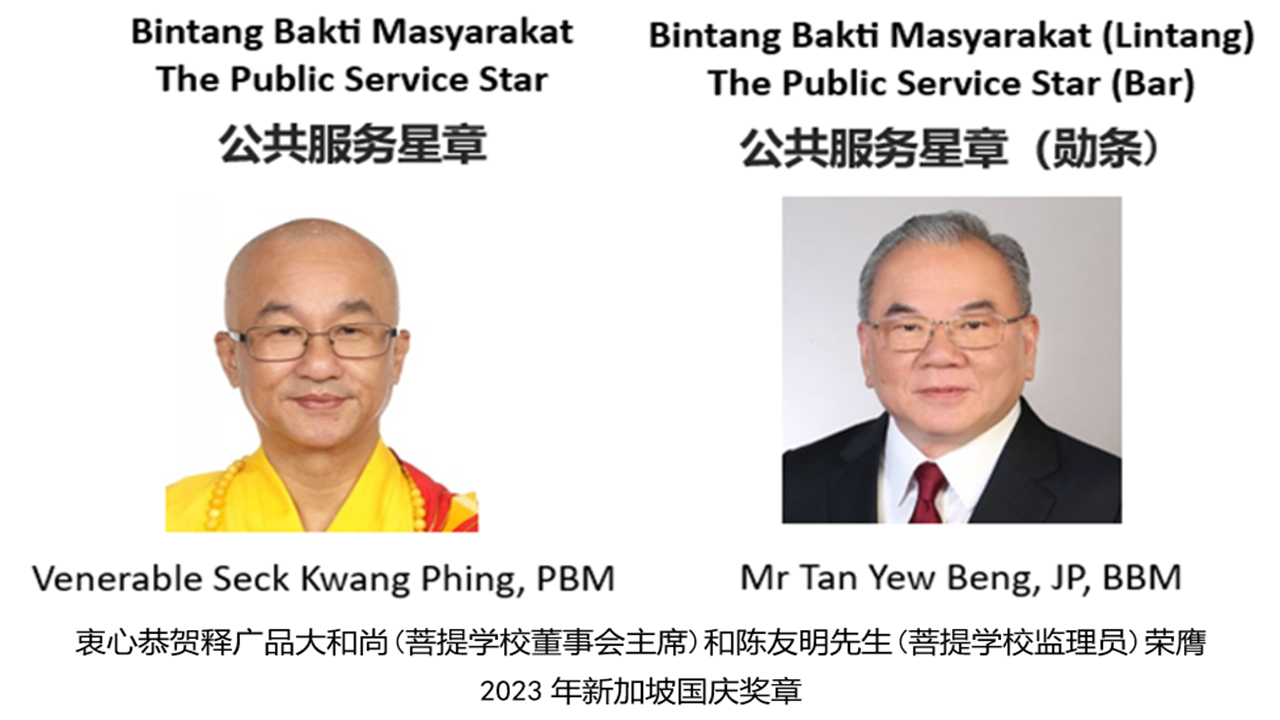 Bintang Bakti Masyarakat
The Public Service Star
公共服务星章
Venerable Seck Kwang Phing, PBM
Bintang Bakti Masyarakat (Lintang)
The Public Service Star (Bar)
公共服务星章（勋条）
Mr Tan Yew Beng, JP, BBM
衷心恭贺释广品大和尚（菩提学校董事会主席）和陈友明先生（菩提学校监理员）荣膺
2023 年新加坡国庆奖章